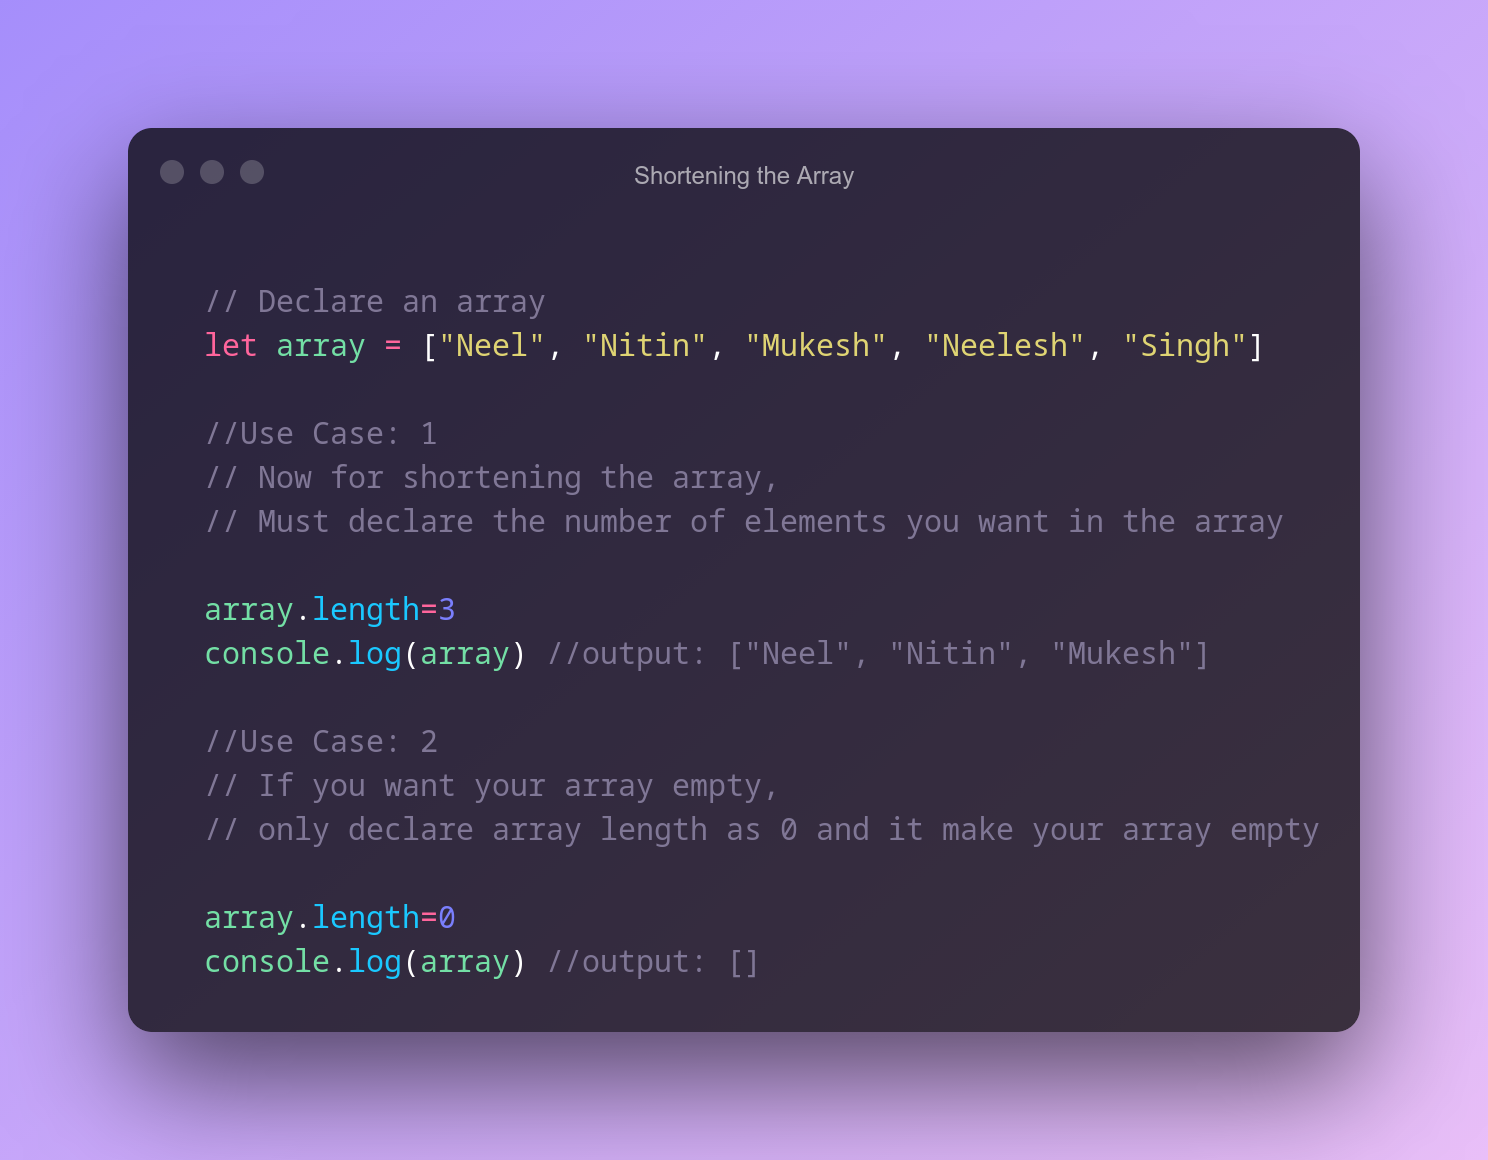 Shortening the Array
// Declare an array
let array = ["Neel", "Nitin", "Mukesh", "Neelesh", "Singh"]
//Use Case: 1
// Now for shortening the array,
// Must declare the number of elements you want in the array
array.length=3
console.log(array) //output: ["Neel", "Nitin", "Mukesh"]
//Use Case: 2
// If you want your array empty,
// only declare array length as 0 and it make your array empty
array.length=0
console.log(array) //output: []